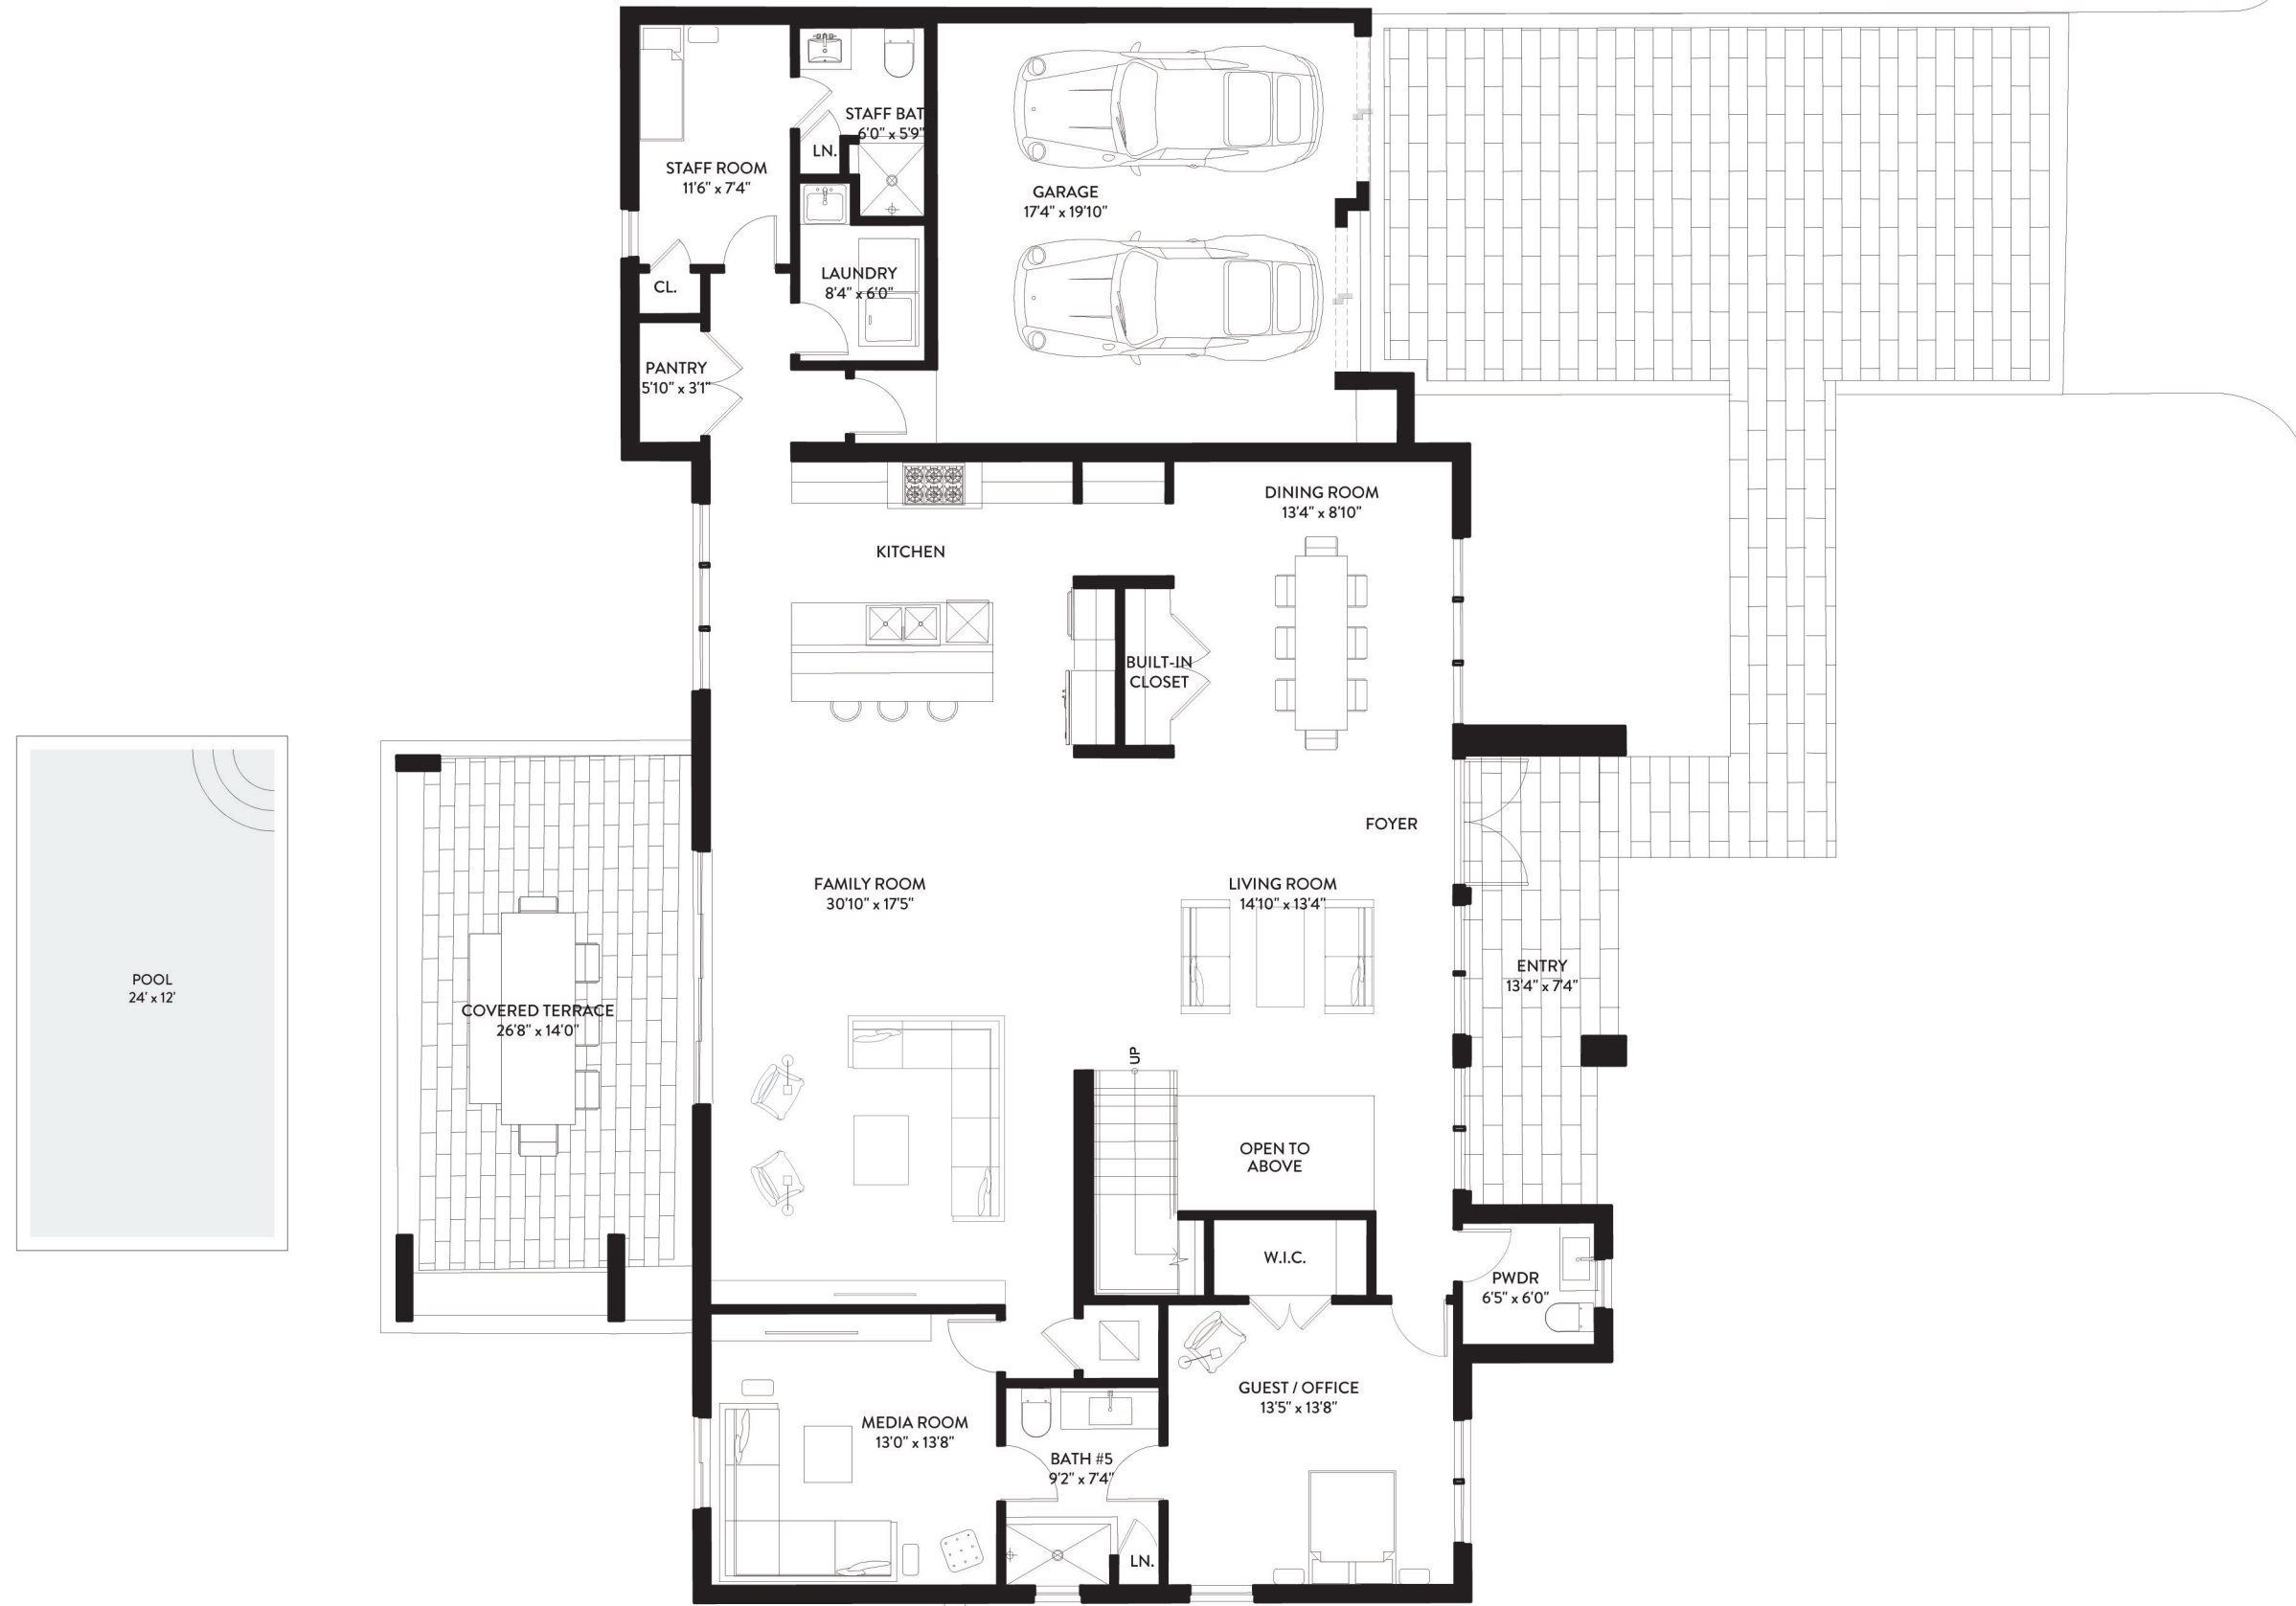 STAFF BAT
6'0" x 5'9"
LN.
STAFF ROOM
11'6" x 7'4"
GARAGE
17'4" x 19'10"
CL.
LAUNDRY
8'4" x 6'0"
PANTRY
5'10" x 3'1"
DINING ROOM
13'4" x 8'10"
KITCHEN
BUILT-IN
CLOSET
FOYER
FAMILY ROOM
30'10" x 17'5"
LIVING ROOM
14'10" x 13'4"
ENTRY
13'4" x 7'4"
POOL
24' x 12'
COVERED TERRACE
26'8" x 14'0"
UP
OPEN TO
ABOVE
W.I.C.
PWDR
6'5" x 6'0"
GUEST / OFFICE
13'5" x 13'8"
MEDIA ROOM
13'0" x 13'8"
BATH #5
9'2" x 7'4"
LN.